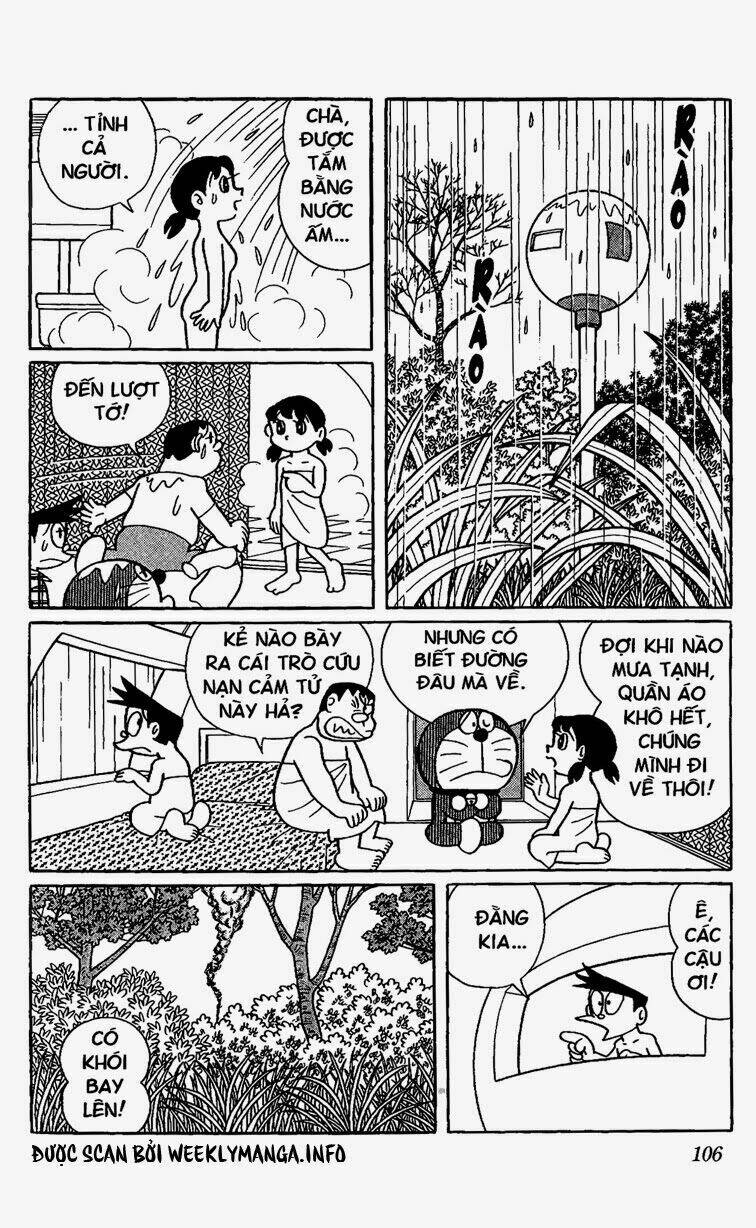 RÀO
RÀO
CHÀ,
ĐƯỢC
TẮM
BẰNG
NƯỚC
ẤM...
... TỈNH
CẢ
NGƯỜI.
ĐẾN LƯỢT
TỚ!
ĐỢI KHI NÀO
MƯA TẠNH,
QUẦN ÁO
KHÔ HẾT,
CHÚNG
MÌNH ĐI
VỀ THÔI!
NHƯNG CÓ
BIẾT ĐƯỜNG
ĐÂU MÀ VỀ.
KẺ NÀO BÀY
RA CÁI TRÒ CỨU
NẠN CẢM TỬ
NÀY HẢ?
Ê,
CÁC
CẬU
ƠI!
ĐẰNG
KIA...
CÓ
KHÓI
BAY
LÊN!
ĐƯỢC SCAN BỞI WEEKLYMANGA.INFO
106